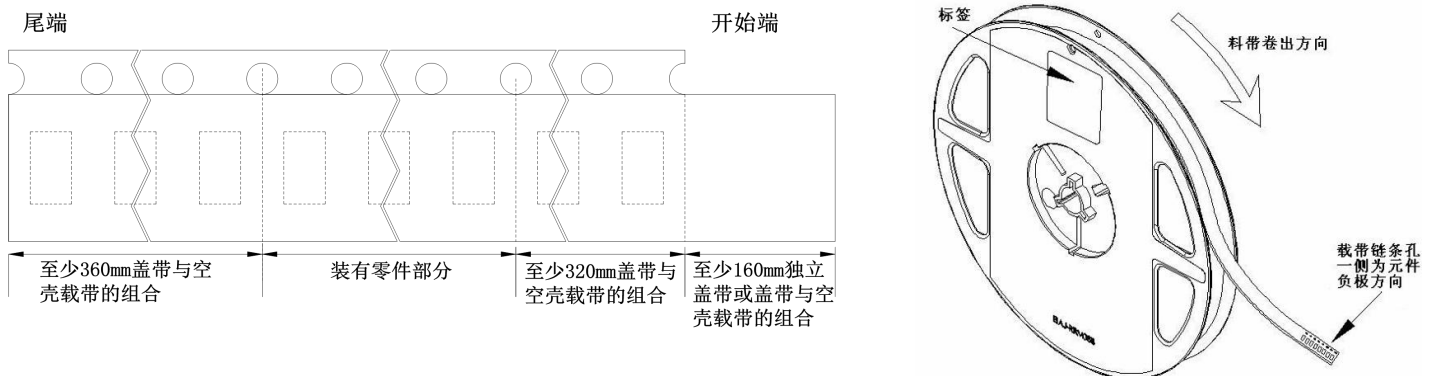 尾端
开始端
至少360mm盖带与空
壳载带的组合
装有零件部分
至少320mm盖带与
空壳载带的组合
至少160mm独立
盖带或盖带与空
壳载带的组合
标签
料带卷出方向
载带链条孔
一侧为元件
负极方向